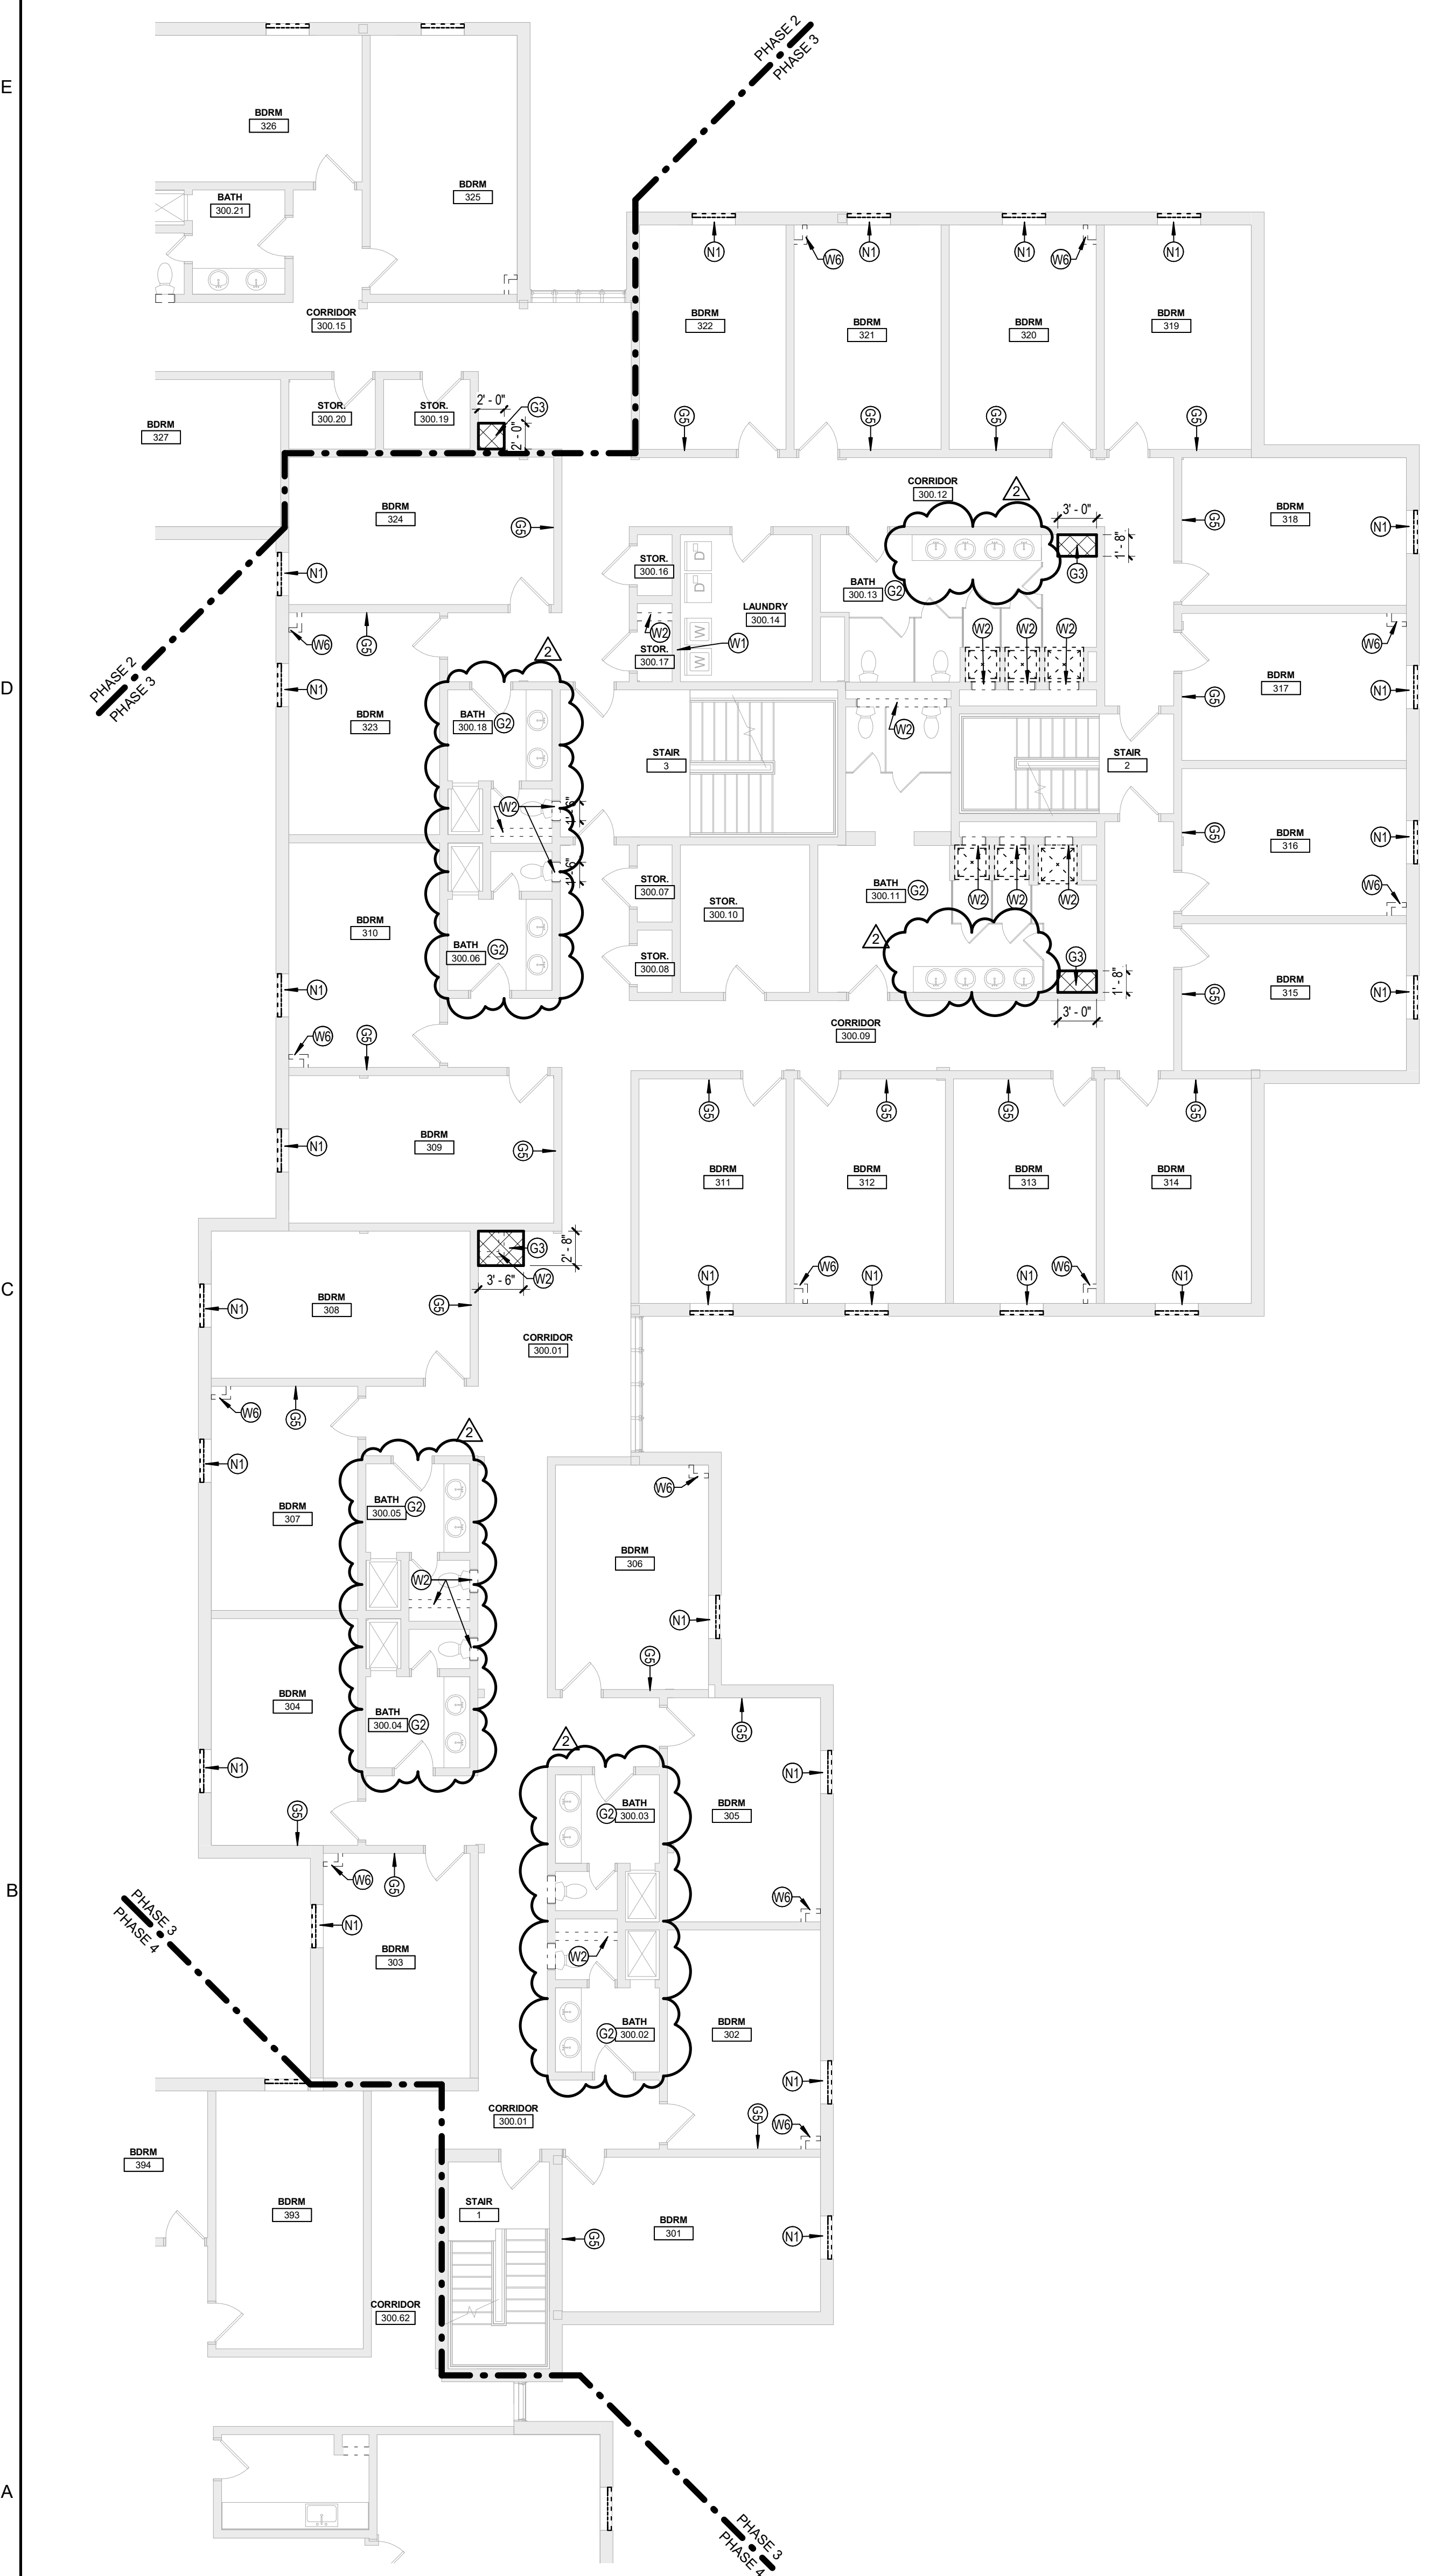 E
PHASE 2
PHASE 3
BDRM
326
BDRM
325
BATH
300.21
CORRIDOR
300.15
N1
W6
N1
N1
W6
N1
BDRM
322
BDRM
321
BDRM
320
BDRM
319
G5
G5
G5
G5
2' - 0"
G3
2' - 0"
STOR.
300.20
STOR.
300.19
BDRM
327
CORRIDOR
300.12
2
3' - 0"
1' - 8"
G3
BDRM
324
G5
N1
BDRM
318
G5
N1
STOR.
300.16
D
D
LAUNDRY
300.14
BATH
300.13
G2
W2
W1
W
W
STOR.
300.17
W2
W2
W2
W6
G5
2
W6
D
PHASE 2
PHASE 3
N1
BDRM
323
BATH
300.18
G2
BDRM
317
G5
N1
W2
STAIR
3
STAIR
2
W2
1' - 6"
1' - 6"
BDRM
316
G5
N1
W6
STOR.
300.07
STOR.
300.10
BATH
300.11
G2
W2
W2
W2
BDRM
310
BATH
300.06
G2
STOR.
300.08
2
G3
1' - 8"
3' - 0"
N1
BDRM
315
G5
N1
CORRIDOR
300.09
W6
G5
BDRM
309
N1
G5
G5
G5
G5
G5
BDRM
311
BDRM
312
BDRM
313
BDRM
314
N1
W6
N1
W6
N1
N1
C
G3
2' - 8"
W2
3' - 6"
BDRM
308
N1
G5
CORRIDOR
300.01
W6
G5
2
N1
BDRM
307
BATH
300.05
G2
W2
W6
BDRM
306
N1
G5
BDRM
304
BATH
300.04
G2
N1
G5
2
G5
N1
BATH
300.03
G2
BDRM
305
W6
B
PHASE 3
PHASE 4
W6
G5
N1
BDRM
303
W2
BATH
300.02
G2
BDRM
302
N1
W6
G5
CORRIDOR
300.01
BDRM
394
BDRM
393
STAIR
1
BDRM
301
G5
N1
CORRIDOR
300.62
A
PHASE 3
PHASE 4